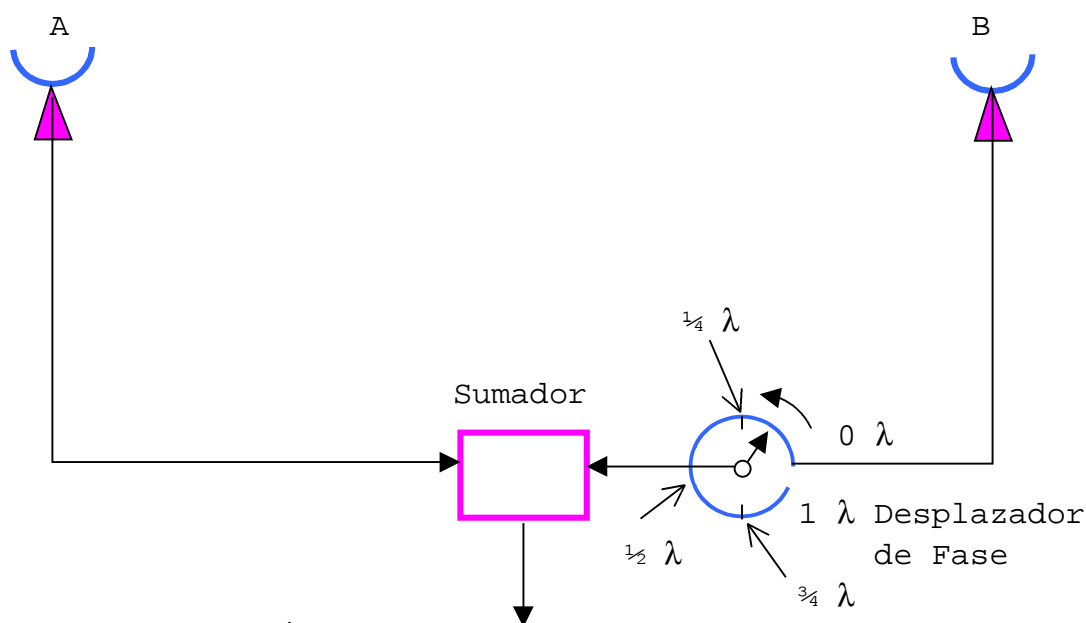 A
B
¼ λ
Sumador
0 λ
1 λ Desplazador
de Fase
½ λ
¾ λ